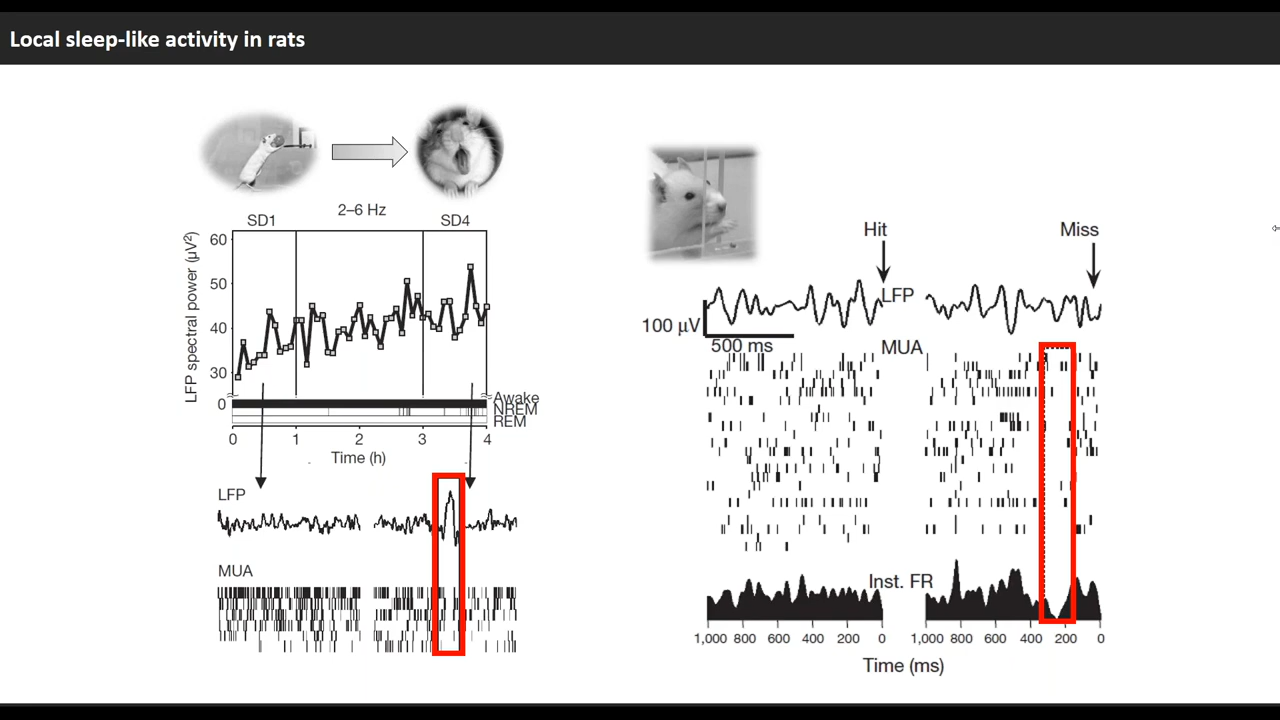 Local sleep-like activity in rats
SD1
2–6 Hz
SD4
LFP spectral power (µV²)
60
50
40
30
0
Awake
NREM
REM
0
1
2
3
4
Time (h)
LFP
MUA
Hit
Miss
LFP
100 µV
500 ms
MUA
Inst. FR
1,000 800 600 400 200 0
1,000 800 600 400 200 0
Time (ms)